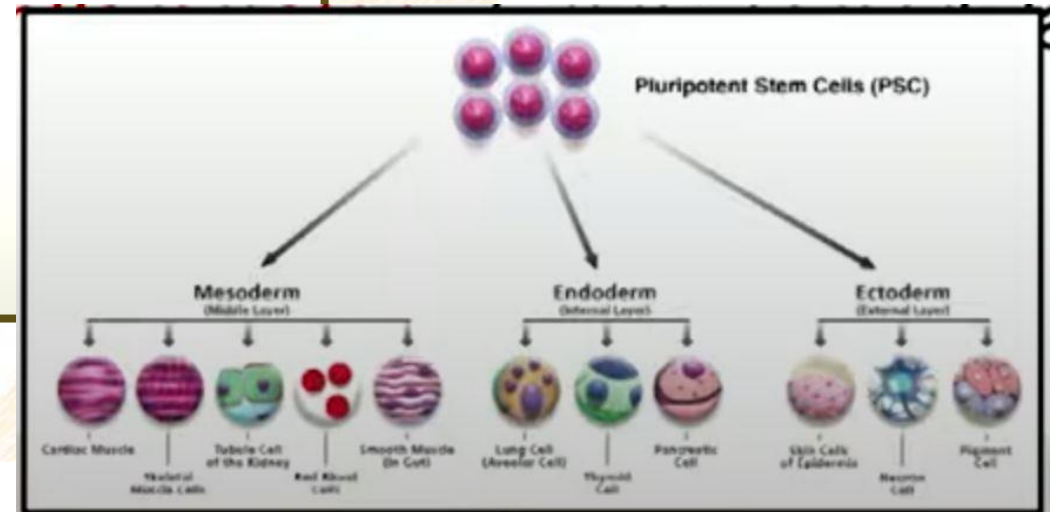 Pluripotent Stem Cells (PSC)
Mesoderm
(Middle Layer)
Endoderm
(Internal Layer)
Ectoderm
(External Layer)
Cardiac Muscle
Skeletal
Muscle Cells
Tubule Cell
of the Kidney
Red Blood
Cells
Smooth Muscle
(In Gut)
Lung Cell
(Alveolar Cell)
Thyroid
Cell
Pancreatic
Cell
Skin Cells
of Epidermis
Neuron
Cell
Pigment
Cell